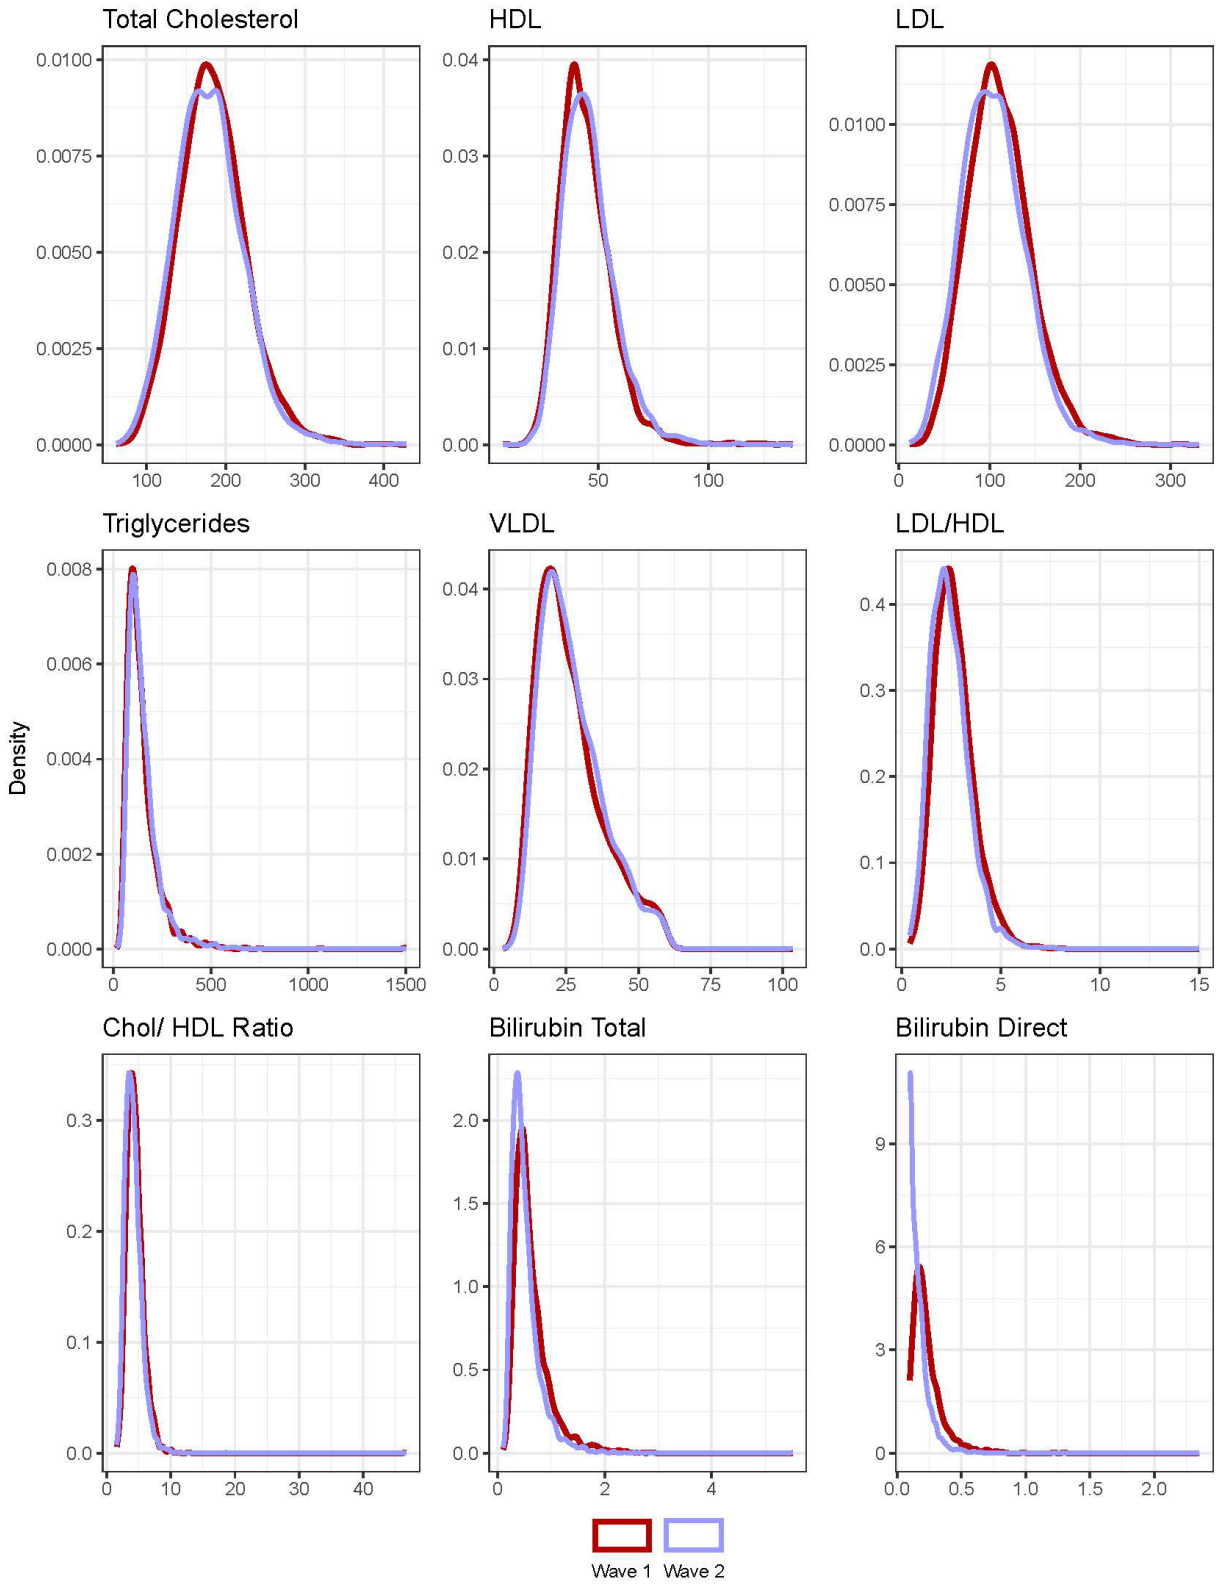 Total Cholesterol
HDL
LDL
0.0100
0.0075
0.0050
0.0025
0.0000
100 200 300 400
0.04
0.03
0.02
0.01
0.00
50 100
0.0100
0.0075
0.0050
0.0025
0.0000
0 100 200 300
Triglycerides
VLDL
LDL/HDL
Density
0.008
0.006
0.004
0.002
0.000
0 500 1000 1500
0.04
0.03
0.02
0.01
0.00
0 25 50 75 100
0.4
0.3
0.2
0.1
0.0
0 5 10 15
Chol/ HDL Ratio
Bilirubin Total
Bilirubin Direct
0.3
0.2
0.1
0.0
0 10 20 30 40
2.0
1.5
1.0
0.5
0.0
0 2 4
9
6
3
0
0.0 0.5 1.0 1.5 2.0
Wave 1 Wave 2